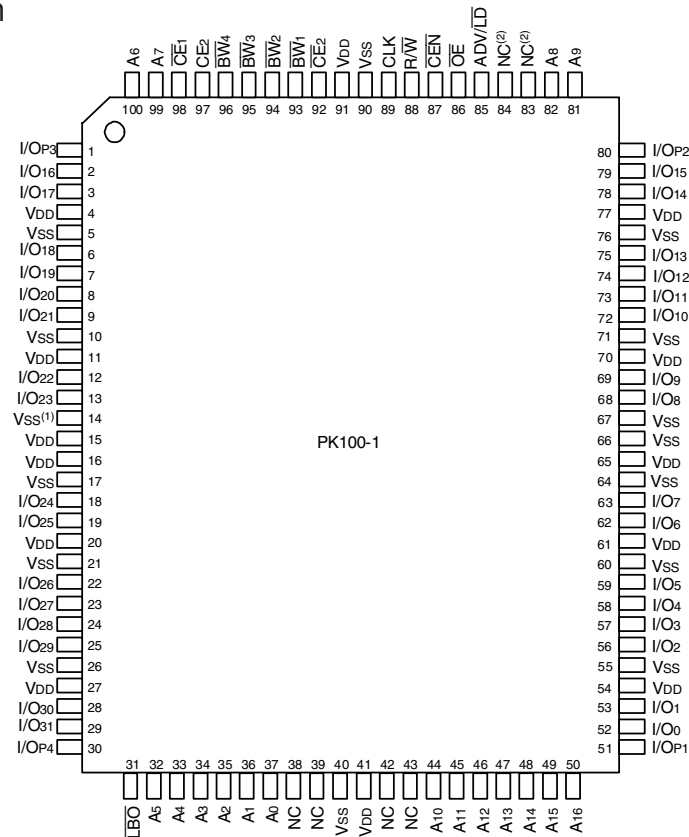 n
A6 A7 CE1 CE2 BW4 BW3 BW2 BW1 CE2 VDD VSS CLK R/W CEN OE ADV/LD NC(2) NC(2) A8 A9
100 99 98 97 96 95 94 93 92 91 90 89 88 87 86 85 84 83 82 81
I/OP3 1 80 I/OP2
I/O16 2 79 I/O15
I/O17 3 78 I/O14
VDD 4 77 VDD
VSS 5 76 VSS
I/O18 6 75 I/O13
I/O19 7 74 I/O12
I/O20 8 73 I/O11
I/O21 9 72 I/O10
VSS 10 71 VSS
VDD 11 70 VDD
I/O22 12 69 I/O9
I/O23 13 68 I/O8
VSS(1) 14 67 VSS
PK100-1
VDD 15 66 VSS
VDD 16 65 VDD
VSS 17 64 VSS
I/O24 18 63 I/O7
I/O25 19 62 I/O6
VDD 20 61 VDD
VSS 21 60 VSS
I/O26 22 59 I/O5
I/O27 23 58 I/O4
I/O28 24 57 I/O3
I/O29 25 56 I/O2
VSS 26 55 VSS
VDD 27 54 VDD
I/O30 28 53 I/O1
I/O31 29 52 I/O0
I/OP4 30 51 I/OP1
31 32 33 34 35 36 37 38 39 40 41 42 43 44 45 46 47 48 49 50
LBO A5 A4 A3 A2 A1 A0 NC NC VSS VDD NC NC A10 A11 A12 A13 A14 A15 A16